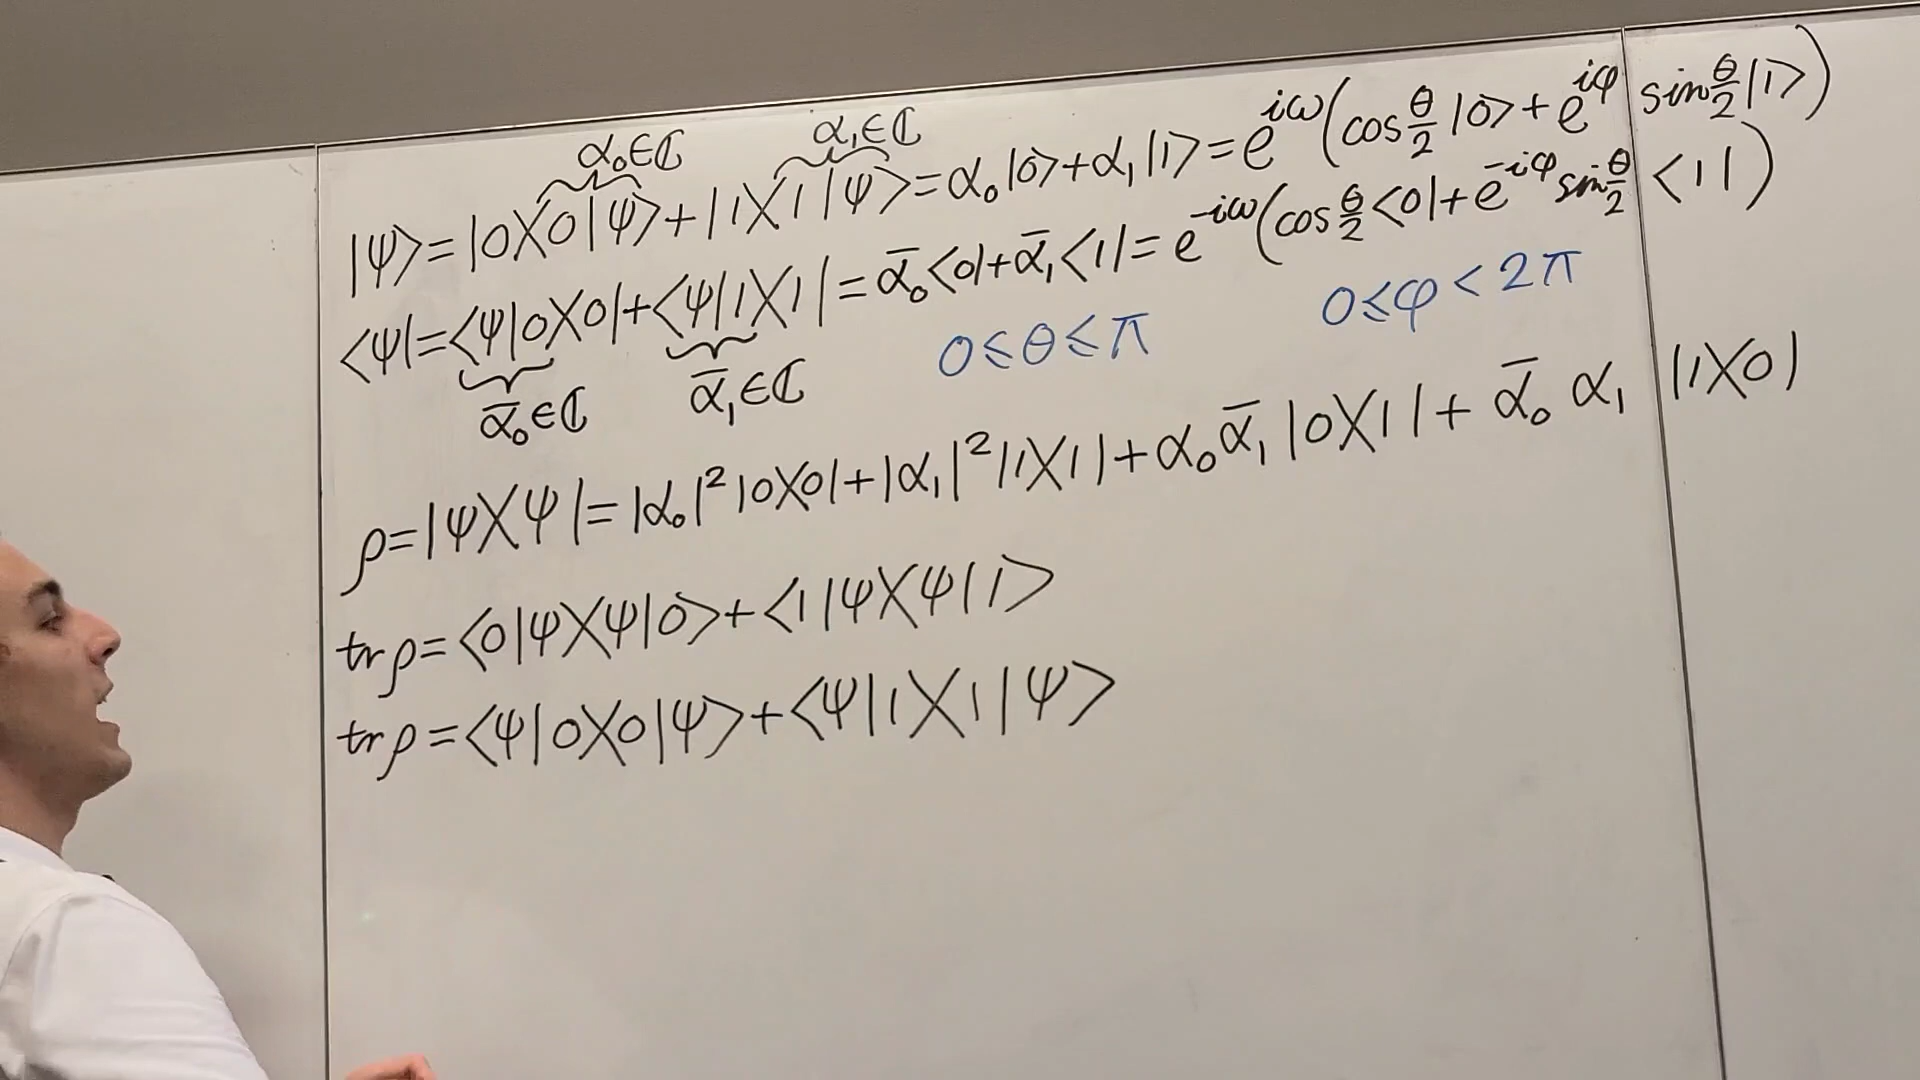 α₀∈ℂ α₁∈ℂ
|ψ⟩=|0⟩⟨0|ψ⟩+|1⟩⟨1|ψ⟩=α₀|0⟩+α₁|1⟩=e^{iω}(cos θ/2 |0⟩+e^{iφ} sin θ/2 |1⟩)
⟨ψ|=⟨ψ|0⟩⟨0|+⟨ψ|1⟩⟨1|=ᾱ₀⟨0|+ᾱ₁⟨1|=e^{-iω}(cos θ/2 ⟨0|+e^{-iφ} sin θ/2 ⟨1|)
ᾱ₀∈ℂ ᾱ₁∈ℂ 0≤θ≤π 0≤φ<2π
ρ=|ψ⟩⟨ψ|=|α₀|²|0⟩⟨0|+|α₁|²|1⟩⟨1|+α₀ᾱ₁|0⟩⟨1|+ᾱ₀α₁|1⟩⟨0|
tr ρ=⟨0|ψ⟩⟨ψ|0⟩+⟨1|ψ⟩⟨ψ|1⟩
tr ρ=⟨ψ|0⟩⟨0|ψ⟩+⟨ψ|1⟩⟨1|ψ⟩